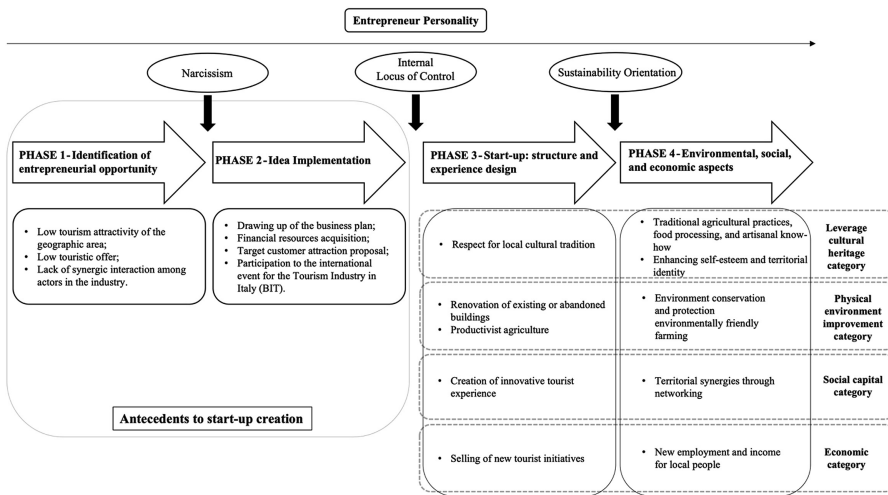 Entrepreneur Personality
Narcissism
Internal
Locus of Control
Sustainability Orientation
PHASE 1 - Identification of
entrepreneurial opportunity
PHASE 2 - Idea Implementation
PHASE 3 - Start-up: structure and
experience design
PHASE 4 - Environmental, social,
and economic aspects
• Low tourism attractivity of the
geographic area;
• Low touristic offer;
• Lack of synergic interaction among
actors in the industry.
• Drawing up of the business plan;
• Financial resources acquisition;
• Target customer attraction proposal;
• Participation to the international
event for the Tourism Industry in
Italy (BIT).
• Respect for local cultural tradition
• Traditional agricultural practices,
food processing, and artisanal know-
how
• Enhancing self-esteem and territorial
identity
Leverage
cultural
heritage
category
• Renovation of existing or abandoned
buildings
• Productivist agriculture
• Environment conservation
and protection
environmentally friendly
farming
Physical
environment
improvement
category
• Creation of innovative tourist
experience
• Territorial synergies through
networking
Social capital
category
Antecedents to start-up creation
• Selling of new tourist initiatives
• New employment and income
for local people
Economic
category